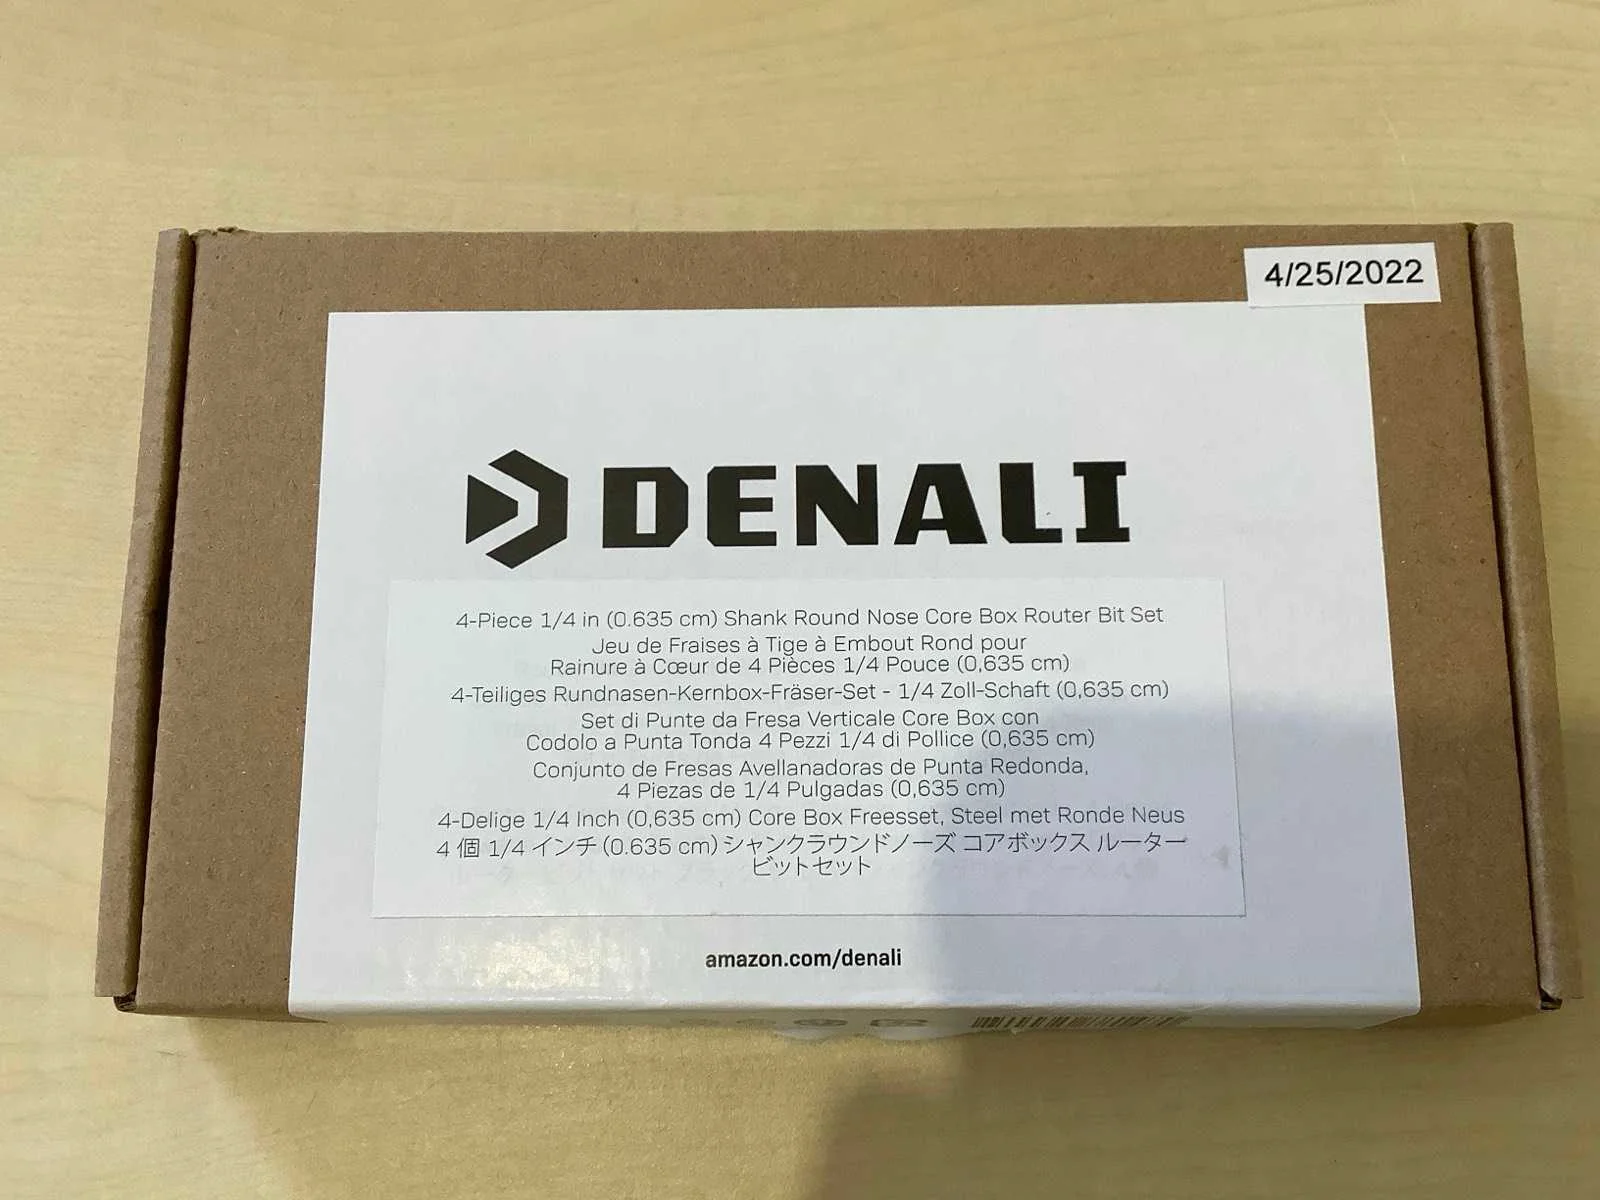 4/25/2022
DENALI
4-Piece 1/4 in (0.635 cm) Shank Round Nose Core Box Router Bit Set
Jeu de Fraises à Tige à Embout Rond pour
Rainure à Cœur de 4 Pièces 1/4 Pouce (0,635 cm)
4-Teiliges Rundnasen-Kernbox-Fräser-Set - 1/4 Zoll-Schaft (0,635 cm)
Set di Punte da Fresa Verticale Core Box con
Codolo a Punta Tonda 4 Pezzi 1/4 di Pollice (0,635 cm)
Conjunto de Fresas Avellanadoras de Punta Redonda,
4 Piezas de 1/4 Pulgadas (0,635 cm)
4-Delige 1/4 Inch (0,635 cm) Core Box Freesset, Steel met Ronde Neus
4 個 1/4 インチ (0.635 cm) シャンクラウンドノーズ コアボックス ルーター
ビットセット
amazon.com/denali